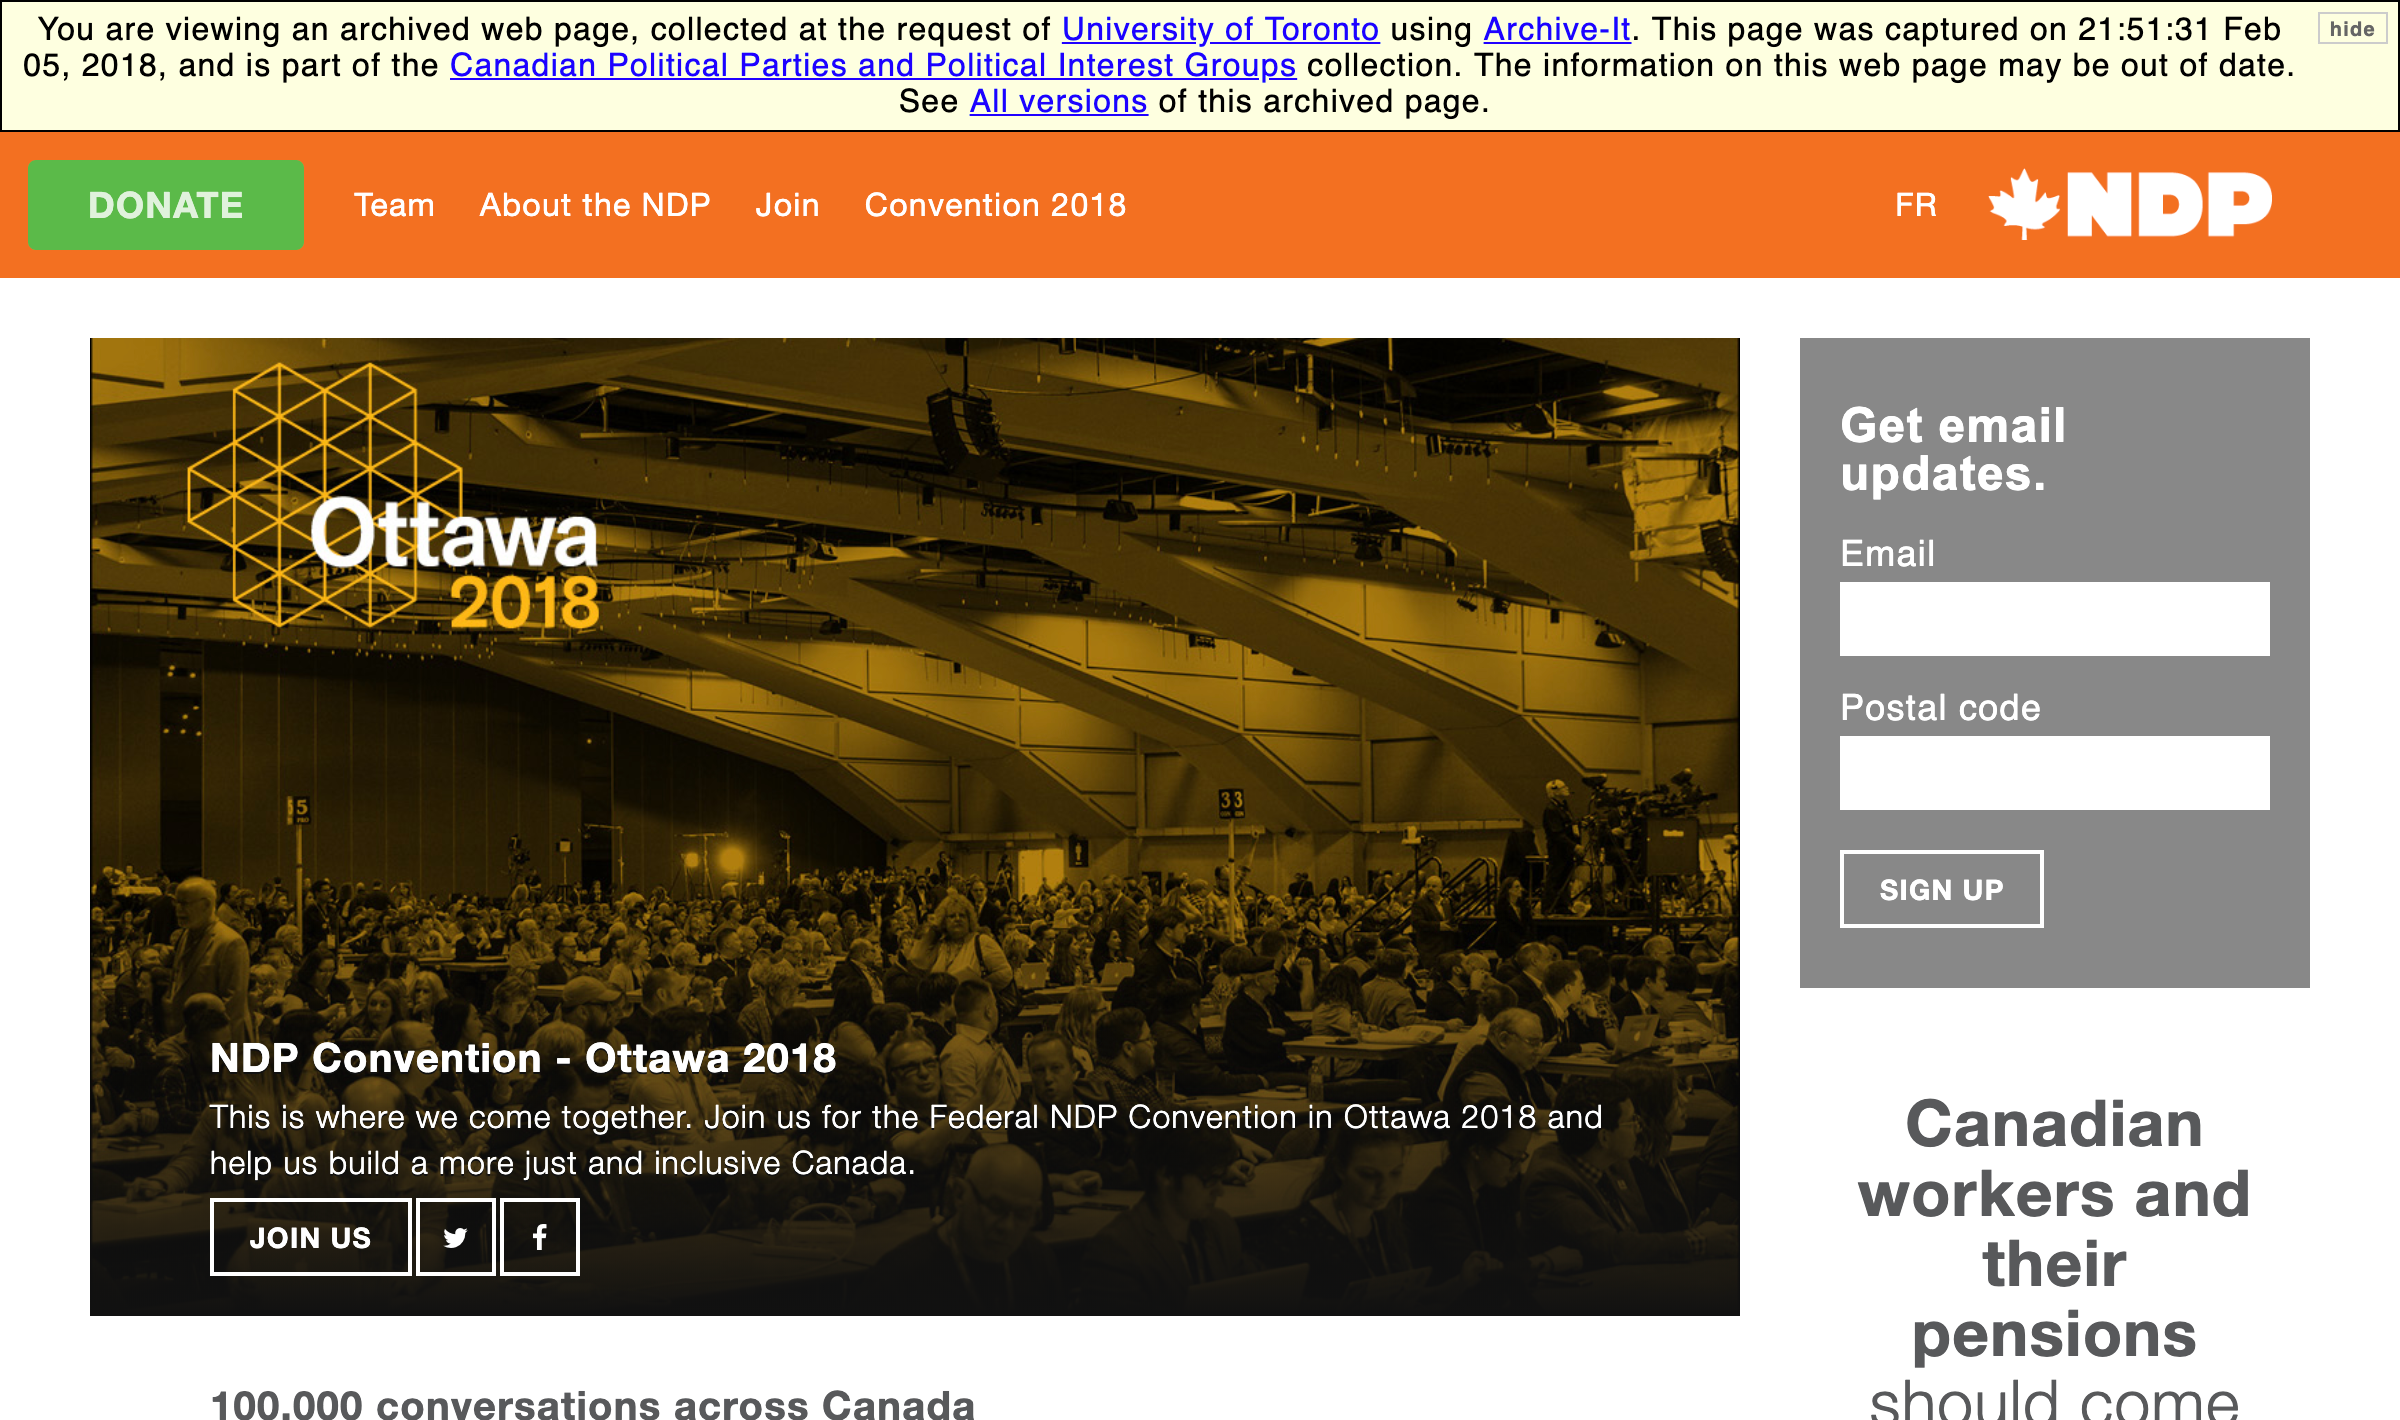 You are viewing an archived web page, collected at the request of University of Toronto using Archive-It. This page was captured on 21:51:31 Feb
05, 2018, and is part of the Canadian Political Parties and Political Interest Groups collection. The information on this web page may be out of date.
See All versions of this archived page.
hide
DONATE
Team
About the NDP
Join
Convention 2018
FR
NDP
Ottawa
2018
5
33
NDP Convention - Ottawa 2018
This is where we come together. Join us for the Federal NDP Convention in Ottawa 2018 and
help us build a more just and inclusive Canada.
JOIN US
100,000 conversations across Canada
Get email
updates.
Email
Postal code
SIGN UP
Canadian
workers and
their
pensions
should come